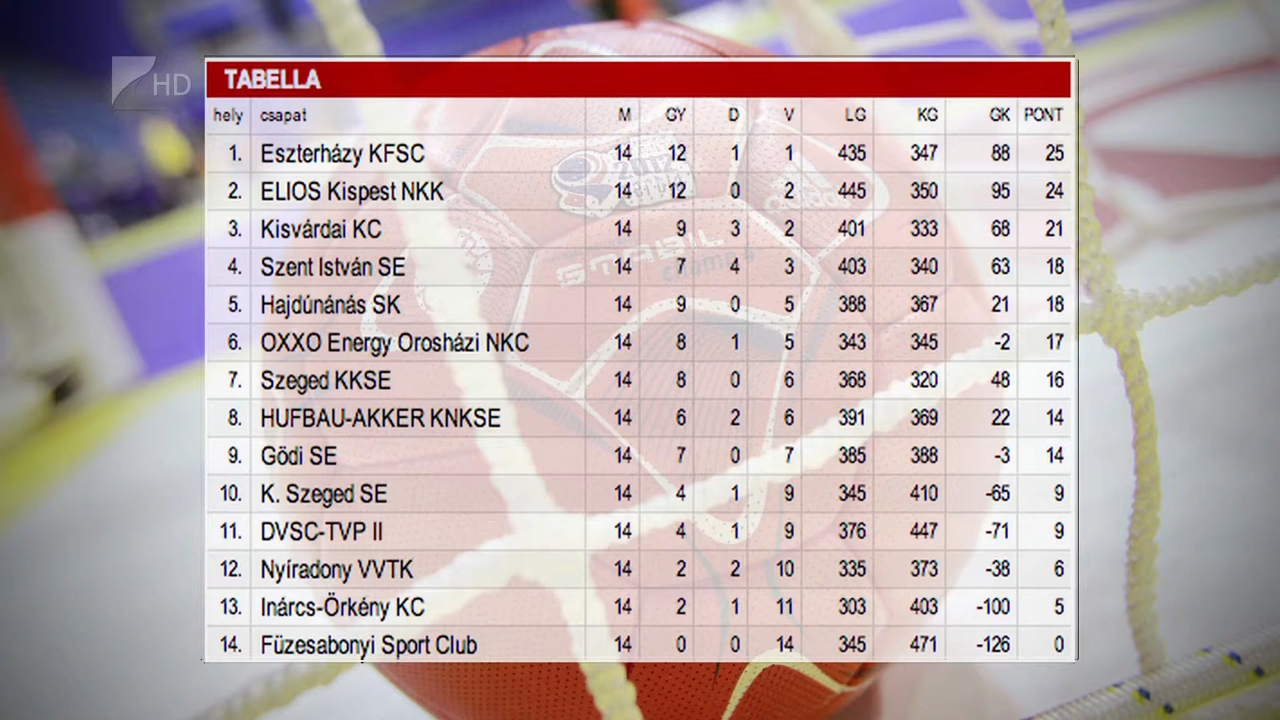 HD
TABELLA
hely csapat M GY D V LG KG GK PONT
1. Eszterházy KFSC 14 12 1 1 435 347 88 25
2. ELIOS Kispest NKK 14 12 0 2 445 350 95 24
3. Kisvárdai KC 14 9 3 2 401 333 68 21
4. Szent István SE 14 7 4 3 403 340 63 18
5. Hajdúnánás SK 14 9 0 5 388 367 21 18
6. OXXO Energy Orosházi NKC 14 8 1 5 343 345 -2 17
7. Szeged KKSE 14 8 0 6 368 320 48 16
8. HUFBAU-AKKER KNKSE 14 6 2 6 391 369 22 14
9. Gödi SE 14 7 0 7 385 388 -3 14
10. K. Szeged SE 14 4 1 9 345 410 -65 9
11. DVSC-TVP II 14 4 1 9 376 447 -71 9
12. Nyíradony VVTK 14 2 2 10 335 373 -38 6
13. Inárcs-Örkény KC 14 2 1 11 303 403 -100 5
14. Füzesabonyi Sport Club 14 0 0 14 345 471 -126 0
STABIL